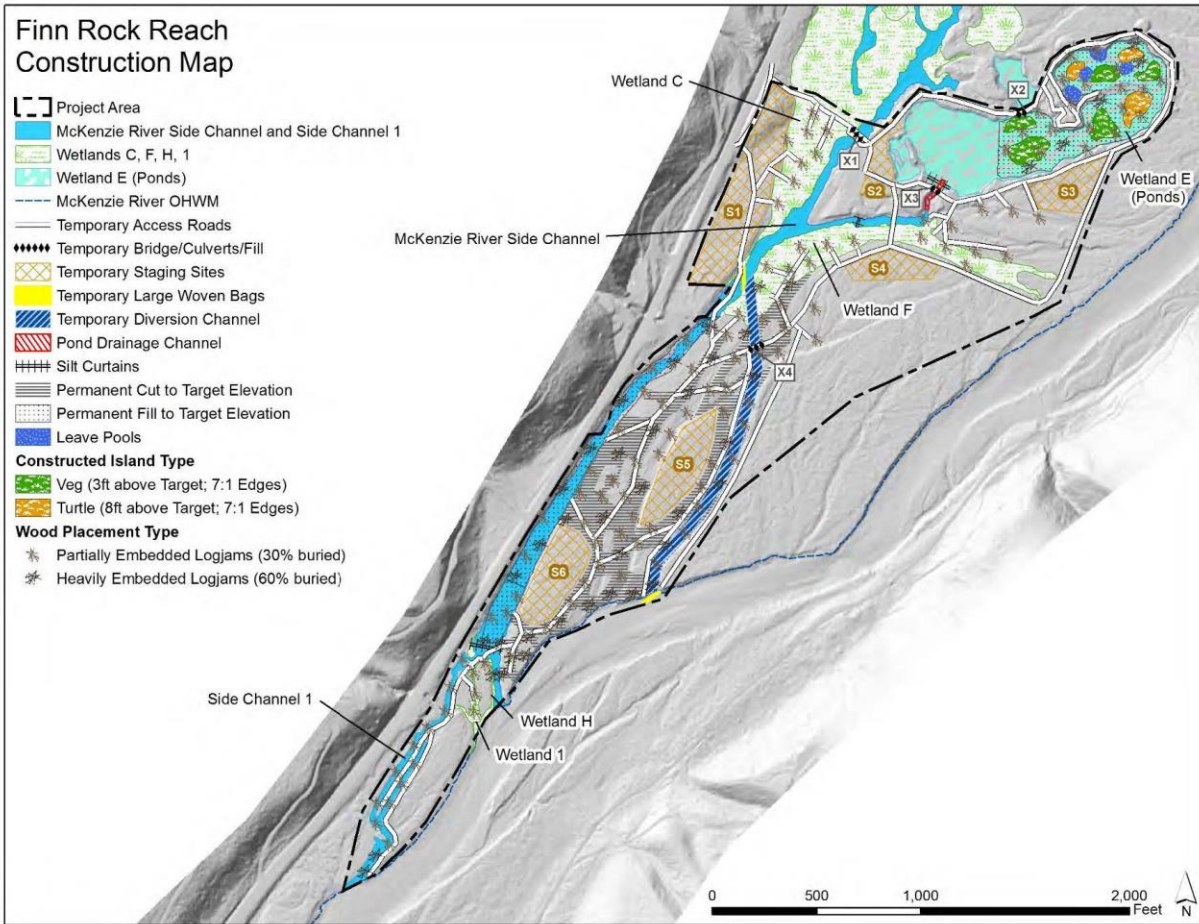 Finn Rock Reach
Construction Map
Project Area
McKenzie River Side Channel and Side Channel 1
Wetlands C, F, H, 1
Wetland E (Ponds)
McKenzie River OHWM
Temporary Access Roads
Temporary Bridge/Culverts/Fill
Temporary Staging Sites
Temporary Large Woven Bags
Temporary Diversion Channel
Pond Drainage Channel
Silt Curtains
Permanent Cut to Target Elevation
Permanent Fill to Target Elevation
Leave Pools
Constructed Island Type
Veg (3ft above Target; 7:1 Edges)
Turtle (8ft above Target; 7:1 Edges)
Wood Placement Type
Partially Embedded Logjams (30% buried)
Heavily Embedded Logjams (60% buried)
Wetland C
X2
X1
Wetland E
(Ponds)
S2
X3
S3
S1
McKenzie River Side Channel
S4
Wetland F
X4
S5
S6
Side Channel 1
Wetland H
Wetland 1
0 500 1,000 2,000
Feet
N